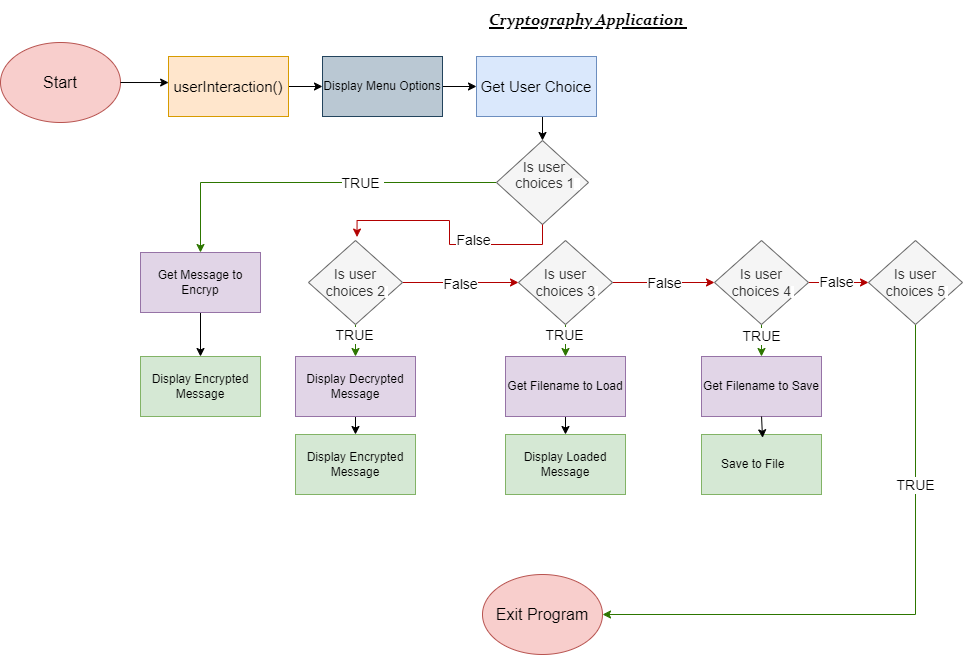 Cryptography Application
Start
userInteraction()
Display Menu Options
Get User Choice
Is user
choices 1
TRUE
False
Get Message to
Encryp
Is user
choices 2
False
Is user
choices 3
False
Is user
choices 4
False
Is user
choices 5
TRUE
TRUE
TRUE
Display Encrypted
Message
Display Decrypted
Message
Get Filename to Load
Get Filename to Save
Display Encrypted
Message
Display Loaded
Message
Save to File
TRUE
Exit Program